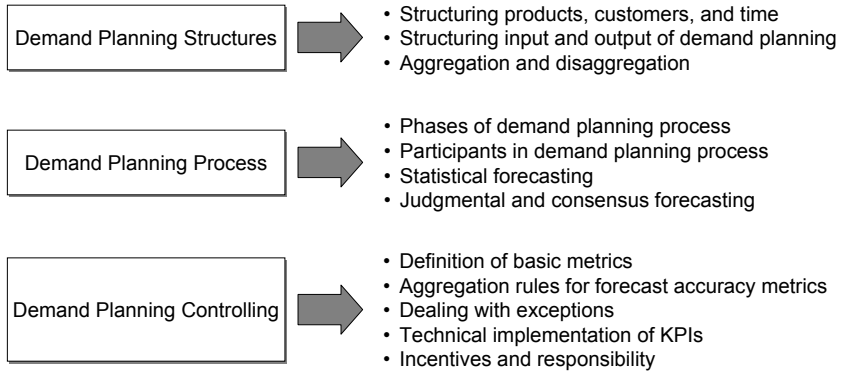 Demand Planning Structures
• Structuring products, customers, and time
• Structuring input and output of demand planning
• Aggregation and disaggregation
Demand Planning Process
• Phases of demand planning process
• Participants in demand planning process
• Statistical forecasting
• Judgmental and consensus forecasting
Demand Planning Controlling
• Definition of basic metrics
• Aggregation rules for forecast accuracy metrics
• Dealing with exceptions
• Technical implementation of KPIs
• Incentives and responsibility